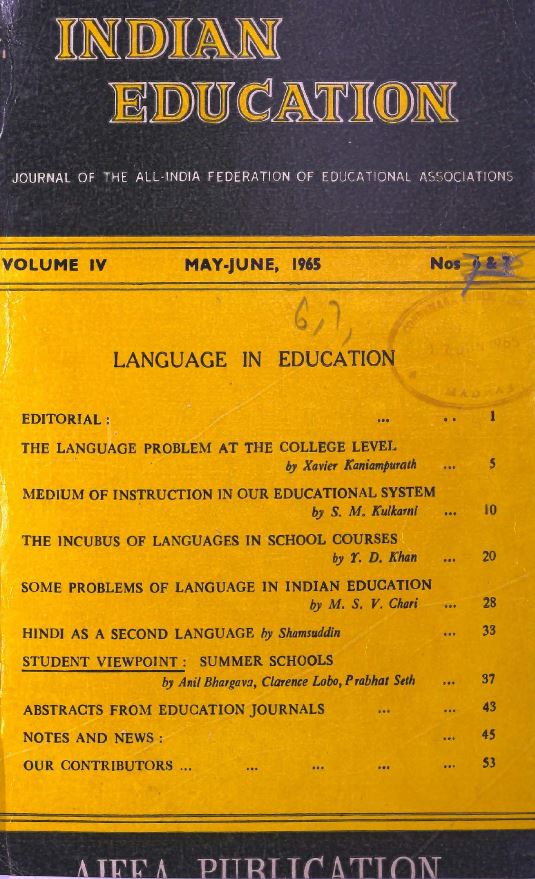 INDIAN
EDUCATION
JOURNAL OF THE ALL-INDIA FEDERATION OF EDUCATIONAL ASSOCIATIONS
VOLUME IV MAY-JUNE, 1965 Nos &
6,7,
LANGUAGE IN EDUCATION
EDITORIAL : ... .. 1
THE LANGUAGE PROBLEM AT THE COLLEGE LEVEL
by Xavier Kaniampurath ... 5
MEDIUM OF INSTRUCTION IN OUR EDUCATIONAL SYSTEM
by S. M. Kulkarni ... 10
THE INCUBUS OF LANGUAGES IN SCHOOL COURSES
by Y. D. Khan ... 20
SOME PROBLEMS OF LANGUAGE IN INDIAN EDUCATION
by M. S. V. Chari ... 28
HINDI AS A SECOND LANGUAGE by Shamsuddin ... 33
STUDENT VIEWPOINT : SUMMER SCHOOLS
by Anil Bhargava, Clarence Lobo, Prabhat Seth ... 37
ABSTRACTS FROM EDUCATION JOURNALS ... ... 43
NOTES AND NEWS : ... 45
OUR CONTRIBUTORS ... ... ... ... ... 53
AIFEA PUBLICATION